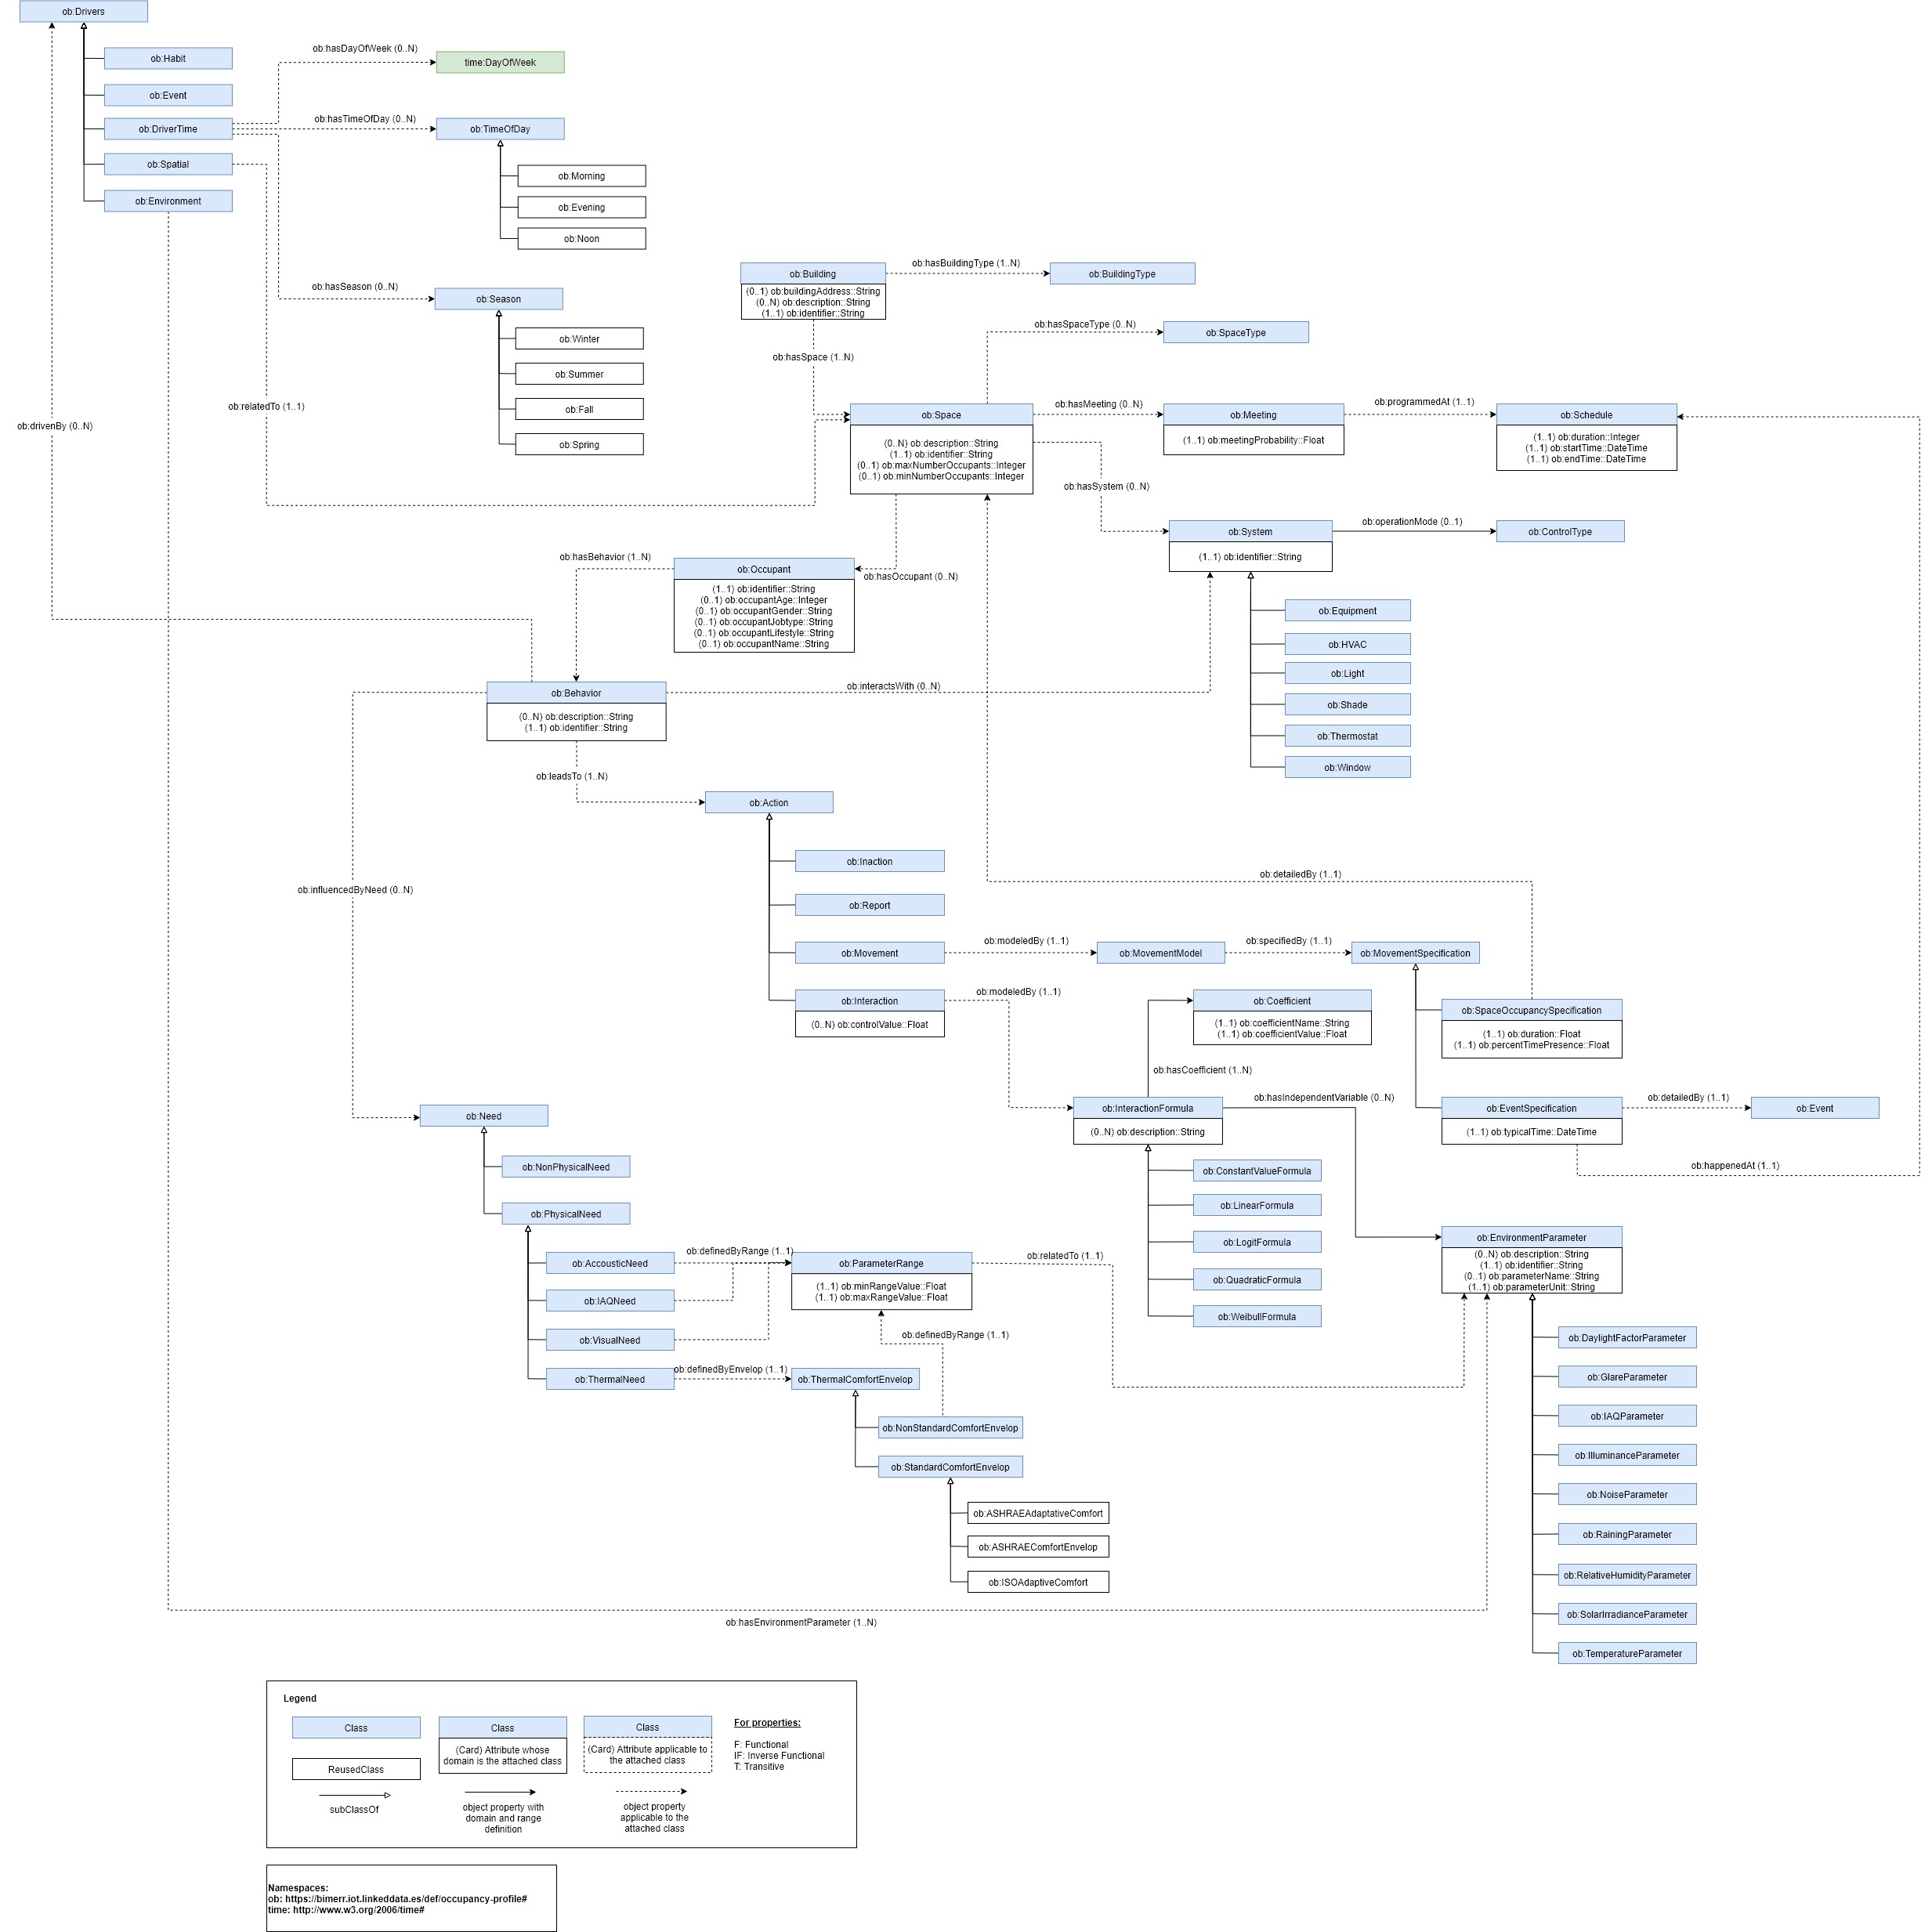 ob:Drivers
ob:Habit
ob:Event
ob:DriverTime
ob:Spatial
ob:Environment
ob:hasDayOfWeek (0..N)
time:DayOfWeek
ob:hasTimeOfDay (0..N)
ob:TimeOfDay
ob:Morning
ob:Evening
ob:Noon
ob:hasSeason (0..N)
ob:Season
ob:Winter
ob:Summer
ob:Fall
ob:Spring
ob:relatedTo (1..1)
ob:drivenBy (0..N)
ob:Building
(0..1) ob:buildingAddress::String
(0..N) ob:description::String
(1..1) ob:identifier::String
ob:hasBuildingType (1..N)
ob:BuildingType
ob:hasSpace (1..N)
ob:hasSpaceType (0..N)
ob:SpaceType
ob:Space
(0..N) ob:description::String
(1..1) ob:identifier::String
(0..1) ob:maxNumberOccupants::Integer
(0..1) ob:minNumberOccupants::Integer
ob:hasMeeting (0..N)
ob:Meeting
(1..1) ob:meetingProbability::Float
ob:programmedAt (1..1)
ob:Schedule
(1..1) ob:duration::Integer
(1..1) ob:startTime::DateTime
(1..1) ob:endTime::DateTime
ob:hasSystem (0..N)
ob:System
(1..1) ob:identifier::String
ob:operationMode (0..1)
ob:ControlType
ob:Equipment
ob:HVAC
ob:Light
ob:Shade
ob:Thermostat
ob:Window
ob:hasOccupant (0..N)
ob:hasBehavior (1..N)
ob:Occupant
(1..1) ob:identifier::String
(0..1) ob:occupantAge::Integer
(0..1) ob:occupantGender::String
(0..1) ob:occupantJobtype::String
(0..1) ob:occupantLifestyle::String
(0..1) ob:occupantName::String
ob:Behavior
(0..N) ob:description::String
(1..1) ob:identifier::String
ob:interactsWith (0..N)
ob:leadsTo (1..N)
ob:Action
ob:influencedByNeed (0..N)
ob:Inaction
ob:Report
ob:Movement
ob:Interaction
(0..N) ob:controlValue::Float
ob:detailedBy (1..1)
ob:modeledBy (1..1)
ob:MovementModel
ob:specifiedBy (1..1)
ob:MovementSpecification
ob:modeledBy (1..1)
ob:Coefficient
(1..1) ob:coefficientName::String
(1..1) ob:coefficientValue::Float
ob:SpaceOccupancySpecification
(1..1) ob:duration::Float
(1..1) ob:percentTimePresence::Float
ob:hasCoefficient (1..N)
ob:InteractionFormula
(0..N) ob:description::String
ob:hasIndependentVariable (0..N)
ob:EventSpecification
(1..1) ob:typicalTime::DateTime
ob:detailedBy (1..1)
ob:Event
ob:happenedAt (1..1)
ob:ConstantValueFormula
ob:LinearFormula
ob:LogitFormula
ob:QuadraticFormula
ob:WeibullFormula
ob:Need
ob:NonPhysicalNeed
ob:PhysicalNeed
ob:AccousticNeed
ob:IAQNeed
ob:VisualNeed
ob:ThermalNeed
ob:definedByRange (1..1)
ob:ParameterRange
(1..1) ob:minRangeValue::Float
(1..1) ob:maxRangeValue::Float
ob:relatedTo (1..1)
ob:definedByRange (1..1)
ob:definedByEnvelop (1..1)
ob:ThermalComfortEnvelop
ob:NonStandardComfortEnvelop
ob:StandardComfortEnvelop
ob:ASHRAEAdaptativeComfort
ob:ASHRAEComfortEnvelop
ob:ISOAdaptiveComfort
ob:EnvironmentParameter
(0..N) ob:description::String
(1..1) ob:identifier::String
(0..1) ob:parameterName::String
(1..1) ob:parameterUnit::String
ob:DaylightFactorParameter
ob:GlareParameter
ob:IAQParameter
ob:IlluminanceParameter
ob:NoiseParameter
ob:RainingParameter
ob:RelativeHumidityParameter
ob:SolarIrradianceParameter
ob:TemperatureParameter
ob:hasEnvironmentParameter (1..N)
Legend
Class
ReusedClass
subClassOf
Class
(Card) Attribute whose
domain is the attached class
object property with
domain and range
definition
Class
(Card) Attribute applicable to
the attached class
object property
applicable to the
attached class
For properties:
F: Functional
IF: Inverse Functional
T: Transitive
Namespaces:
ob: https://bimerr.iot.linkeddata.es/def/occupancy-profile#
time: http://www.w3.org/2006/time#